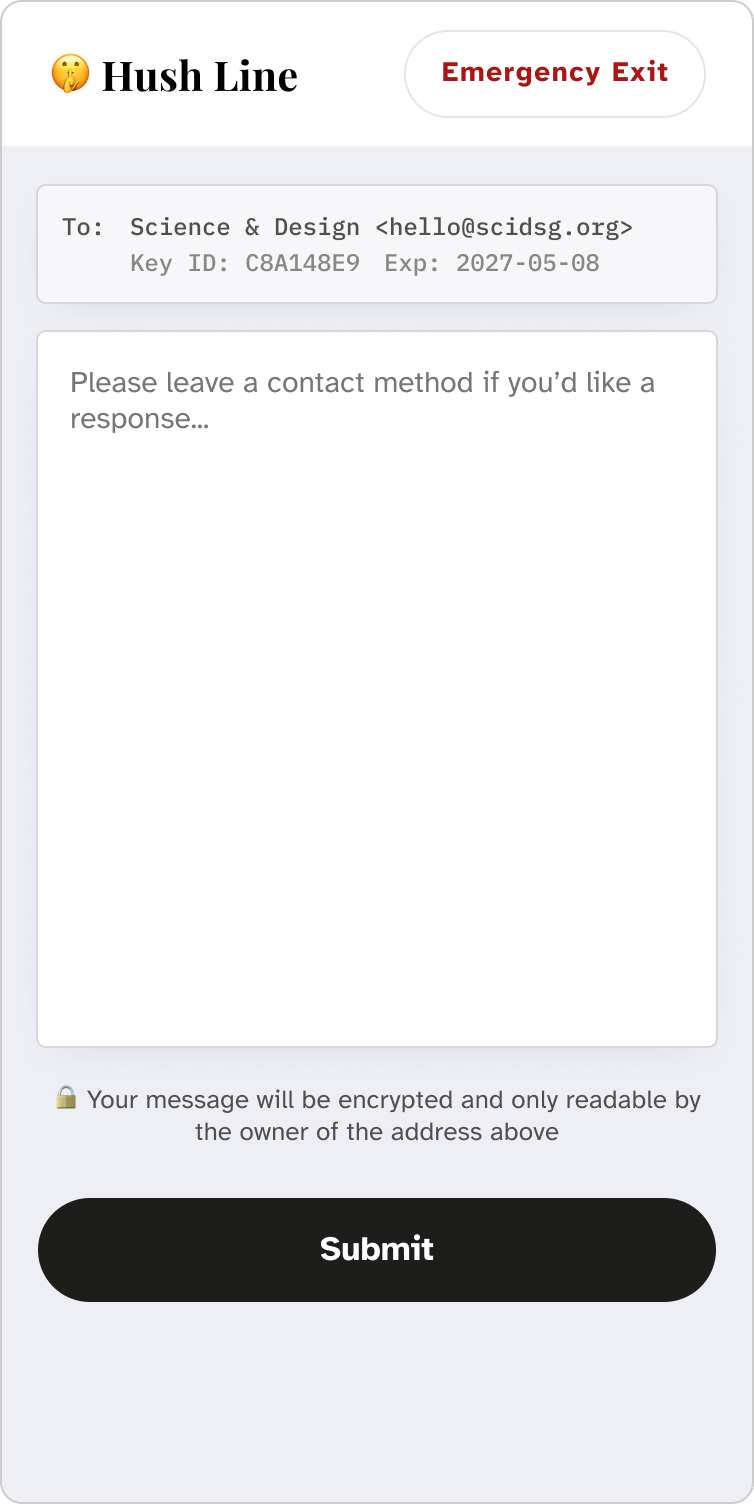 🤫 Hush Line
Emergency Exit
To: Science & Design <hello@scidsg.org>
Key ID: C8A148E9 Exp: 2027-05-08
Please leave a contact method if you’d like a
response...
🔒 Your message will be encrypted and only readable by
the owner of the address above
Submit